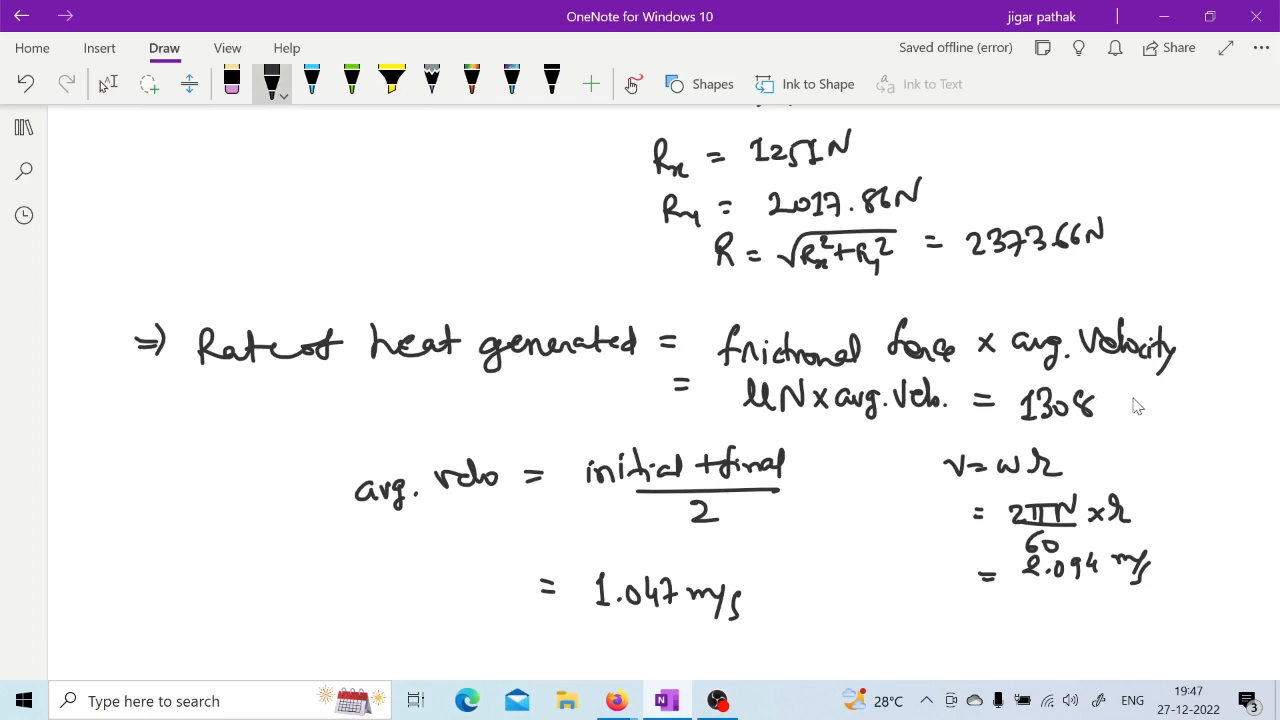 OneNote for Windows 10
jigar pathak
Home Insert Draw View Help
Saved offline (error)
Share
Shapes
Ink to Shape
Ink to Text
Rx = 1251N
Ry = 2017.86N
R = √Rx²+Ry² = 2373.66N
=> Rate of heat generated = frictional force × avg. velocity
= μN × avg. velo. = 1308
avg. velo = initial + final / 2
= 1.047 m/s
v = ωr
= 2πN/60 × r
= 2.094 m/s
Type here to search
28°C
ENG
19:47
27-12-2022
3